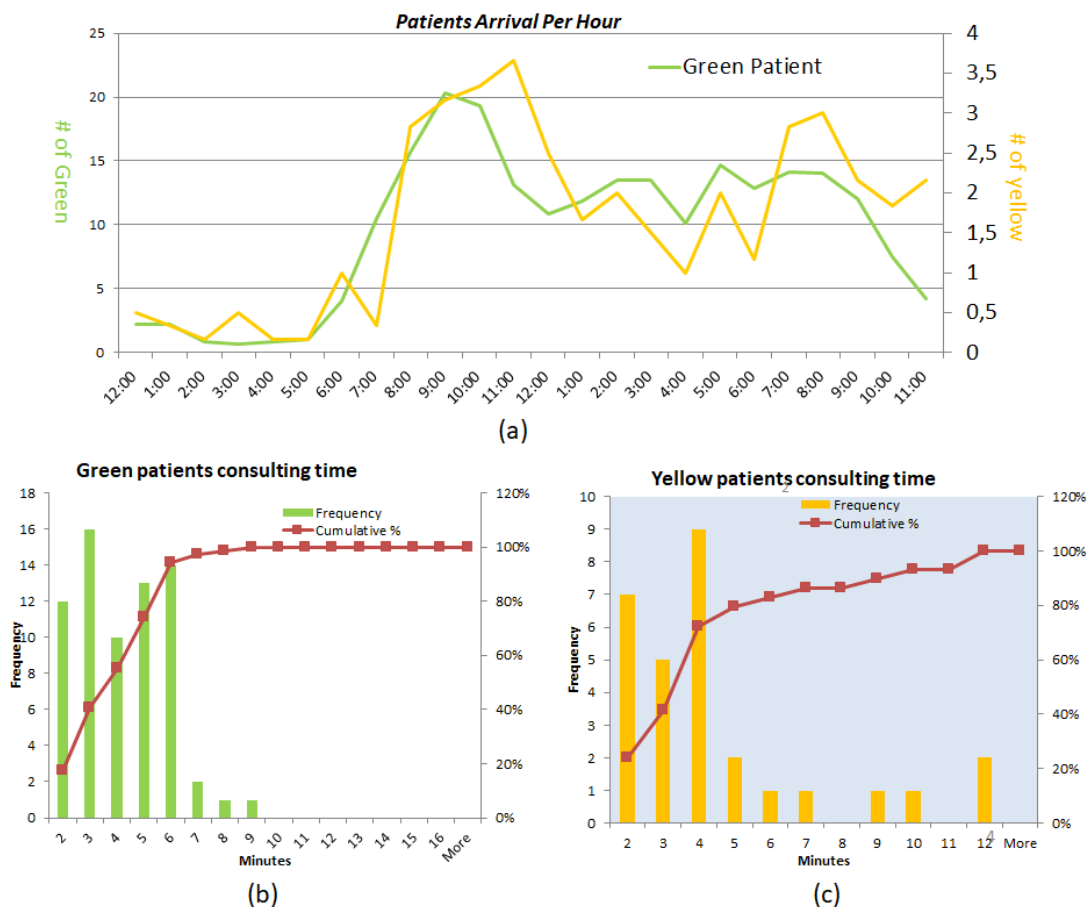 Patients Arrival Per Hour
25
20
15
10
5
0
# of Green
Green Patient
4
3,5
3
2,5
2
1,5
1
0,5
0
# of yellow
12:00 1:00 2:00 3:00 4:00 5:00 6:00 7:00 8:00 9:00 10:00 11:00 12:00 1:00 2:00 3:00 4:00 5:00 6:00 7:00 8:00 9:00 10:00 11:00
(a)
Green patients consulting time
18
16
14
12
10
8
6
4
2
0
Frequency
Frequency
Cumulative %
120%
100%
80%
60%
40%
20%
0%
2 3 4 5 6 7 8 9 10 11 12 13 14 15 16 More
Minutes
(b)
Yellow patients consulting time
2
10
9
8
7
6
5
4
3
2
1
0
Frequency
Frequency
Cumulative %
120%
100%
80%
60%
40%
20%
0%
4
2 3 4 5 6 7 8 9 10 11 12 More
Minutes
(c)